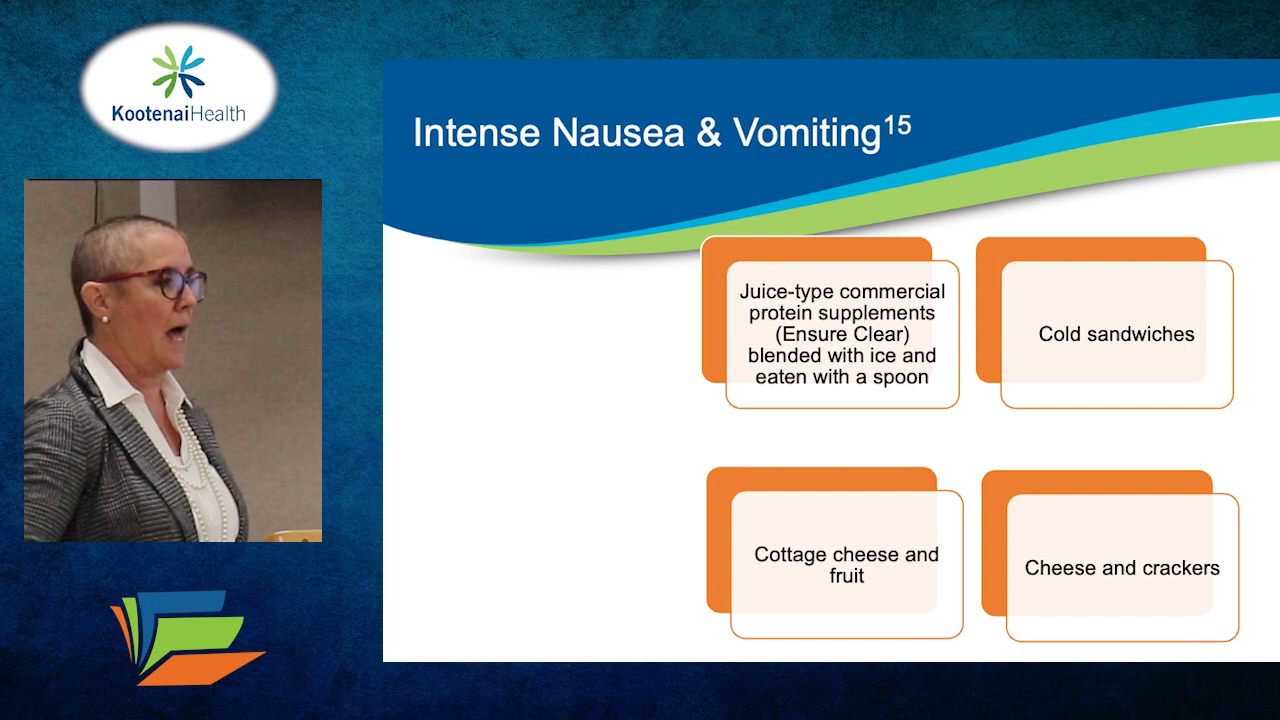 KootenaiHealth
Intense Nausea & Vomiting15
Juice-type commercial
protein supplements
(Ensure Clear)
blended with ice and
eaten with a spoon
Cold sandwiches
Cottage cheese and
fruit
Cheese and crackers